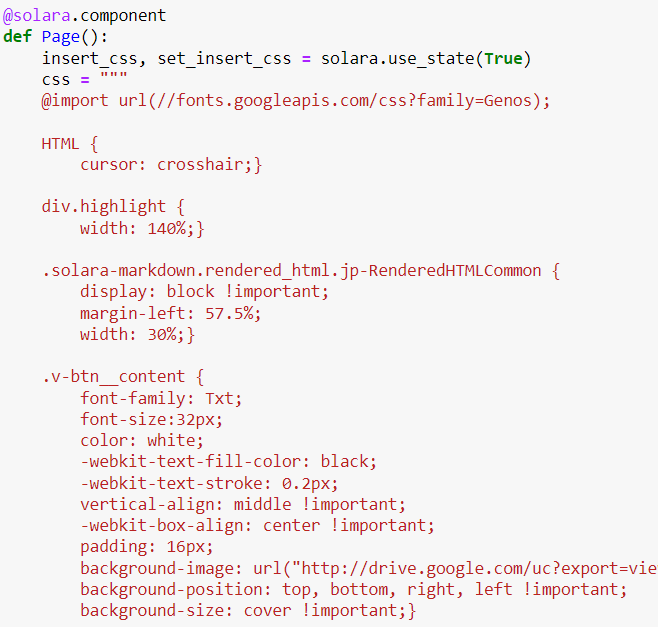 @solara.component
def Page():
    insert_css, set_insert_css = solara.use_state(True)
    css = """
    @import url(//fonts.googleapis.com/css?family=Genos);

    HTML {
        cursor: crosshair;}

    div.highlight {
        width: 140%;}

    .solara-markdown.rendered_html.jp-RenderedHTMLCommon {
        display: block !important;
        margin-left: 57.5%;
        width: 30%;}

    .v-btn__content {
        font-family: Txt;
        font-size:32px;
        color: white;
        -webkit-text-fill-color: black;
        -webkit-text-stroke: 0.2px;
        vertical-align: middle !important;
        -webkit-box-align: center !important;
        padding: 16px;
        background-image: url("http://drive.google.com/uc?export=vie
        background-position: top, bottom, right, left !important;
        background-size: cover !important;}